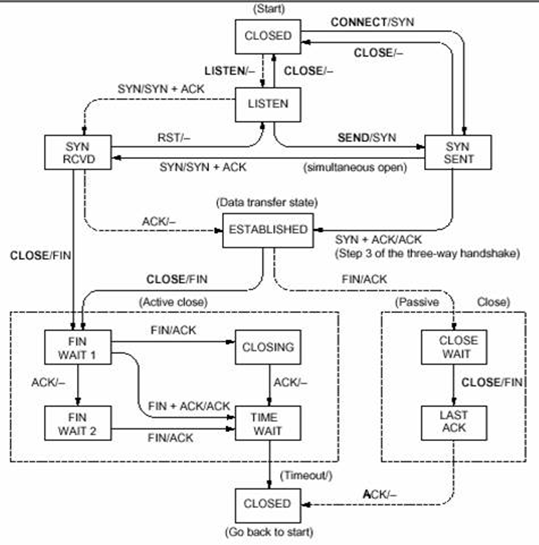 (Start)
CONNECT/SYN
CLOSED
CLOSE/–
LISTEN/–
CLOSE/–
SYN/SYN + ACK
LISTEN
RST/–
SEND/SYN
SYN
RCVD
SYN
SENT
SYN/SYN + ACK
(simultaneous open)
(Data transfer state)
ACK/–
ESTABLISHED
SYN + ACK/ACK
(Step 3 of the three-way handshake)
CLOSE/FIN
CLOSE/FIN
FIN/ACK
(Active close)
(Passive
Close)
FIN/ACK
FIN
WAIT 1
CLOSING
CLOSE
WAIT
ACK/–
ACK/–
CLOSE/FIN
FIN + ACK/ACK
FIN
WAIT 2
FIN/ACK
TIME
WAIT
LAST
ACK
(Timeout/)
CLOSED
ACK/–
(Go back to start)